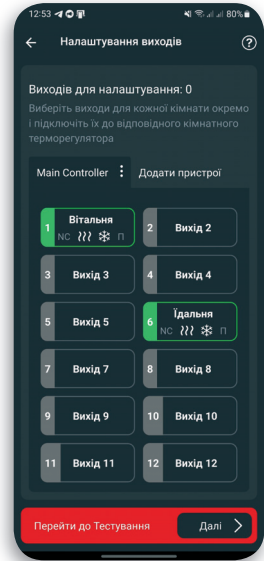 12:53 80%
Налаштування виходів ?
Виходів для налаштування: 0
Виберіть виходи для кожної кімнати окремо
і підключіть їх до відповідного кімнатного
терморегулятора
Main Controller Додати пристрої
1 Вітальня
NC П
2 Вихід 2
3 Вихід 3
4 Вихід 4
5 Вихід 5
6 Їдальня
NC П
7 Вихід 7
8 Вихід 8
9 Вихід 9
10 Вихід 10
11 Вихід 11
12 Вихід 12
Перейти до Тестування Далі